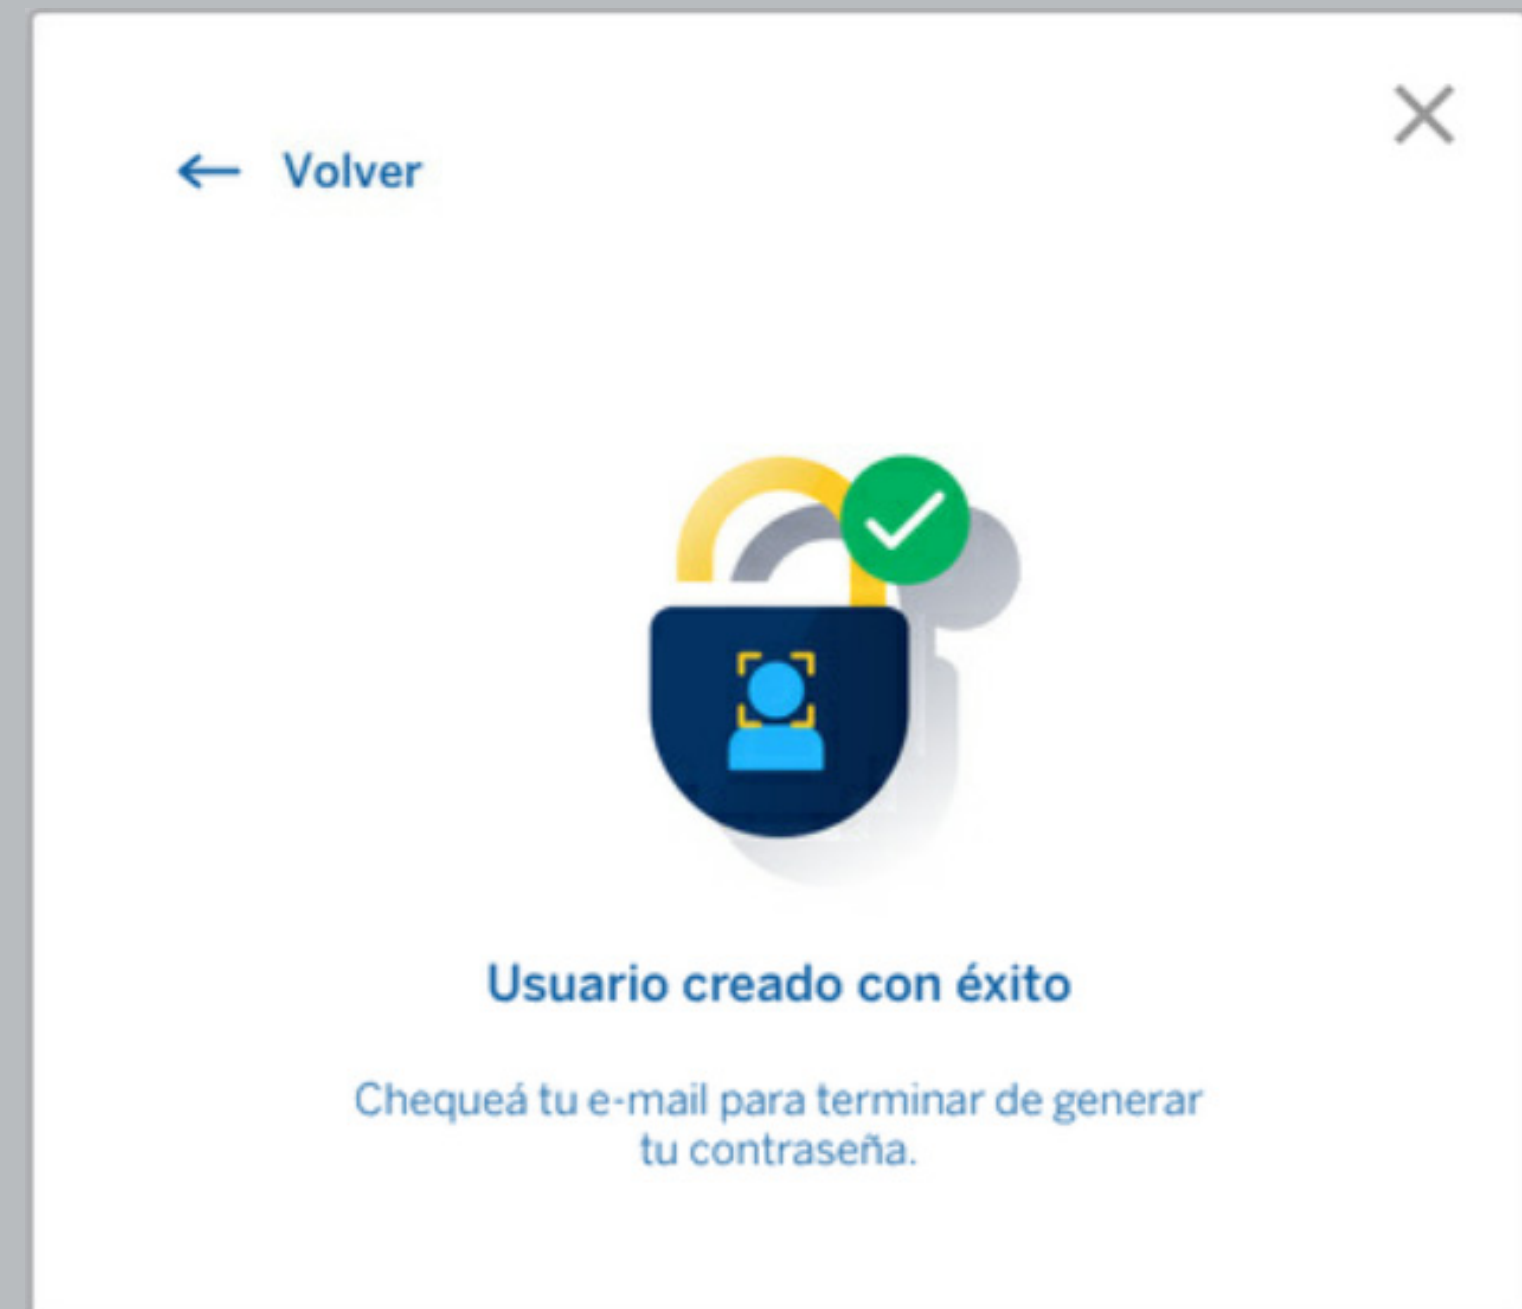 Volver
Usuario creado con éxito
Chequeá tu e-mail para terminar de generar
tu contraseña.